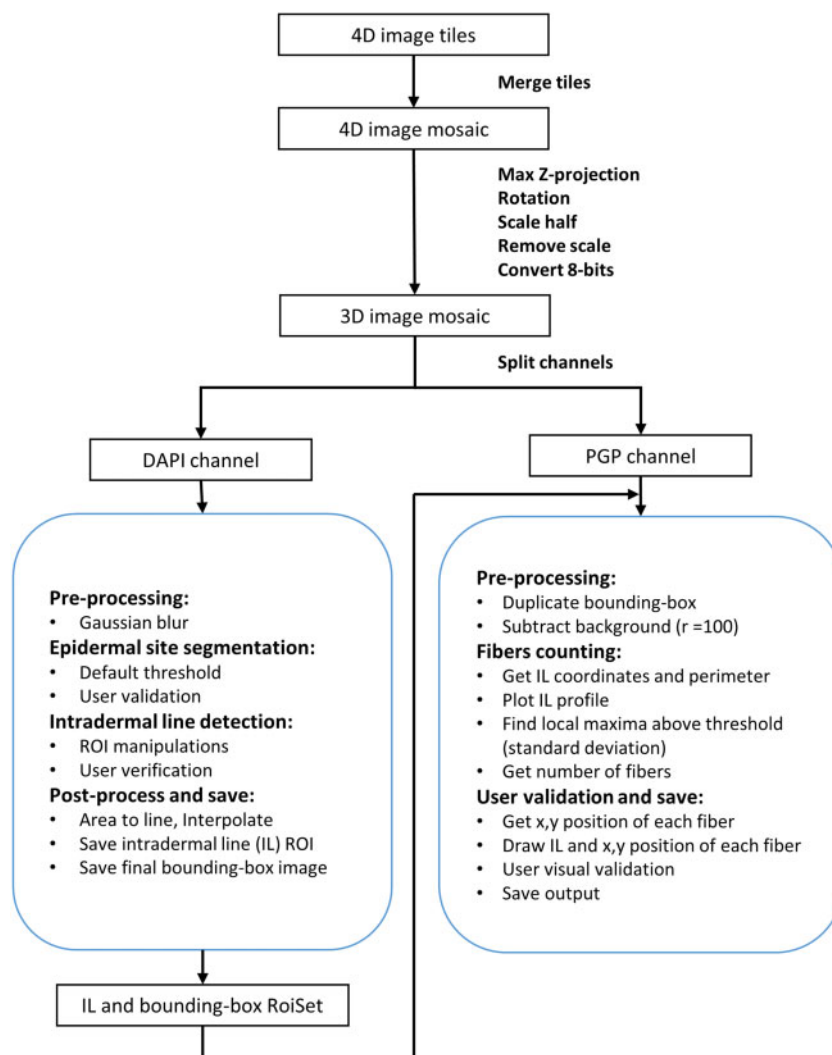 4D image tiles
Merge tiles
4D image mosaic
Max Z-projection
Rotation
Scale half
Remove scale
Convert 8-bits
3D image mosaic
Split channels
DAPI channel
PGP channel
Pre-processing:
• Gaussian blur
Epidermal site segmentation:
• Default threshold
• User validation
Intradermal line detection:
• ROI manipulations
• User verification
Post-process and save:
• Area to line, Interpolate
• Save intradermal line (IL) ROI
• Save final bounding-box image
Pre-processing:
• Duplicate bounding-box
• Subtract background (r =100)
Fibers counting:
• Get IL coordinates and perimeter
• Plot IL profile
• Find local maxima above threshold
(standard deviation)
• Get number of fibers
User validation and save:
• Get x,y position of each fiber
• Draw IL and x,y position of each fiber
• User visual validation
• Save output
IL and bounding-box RoiSet